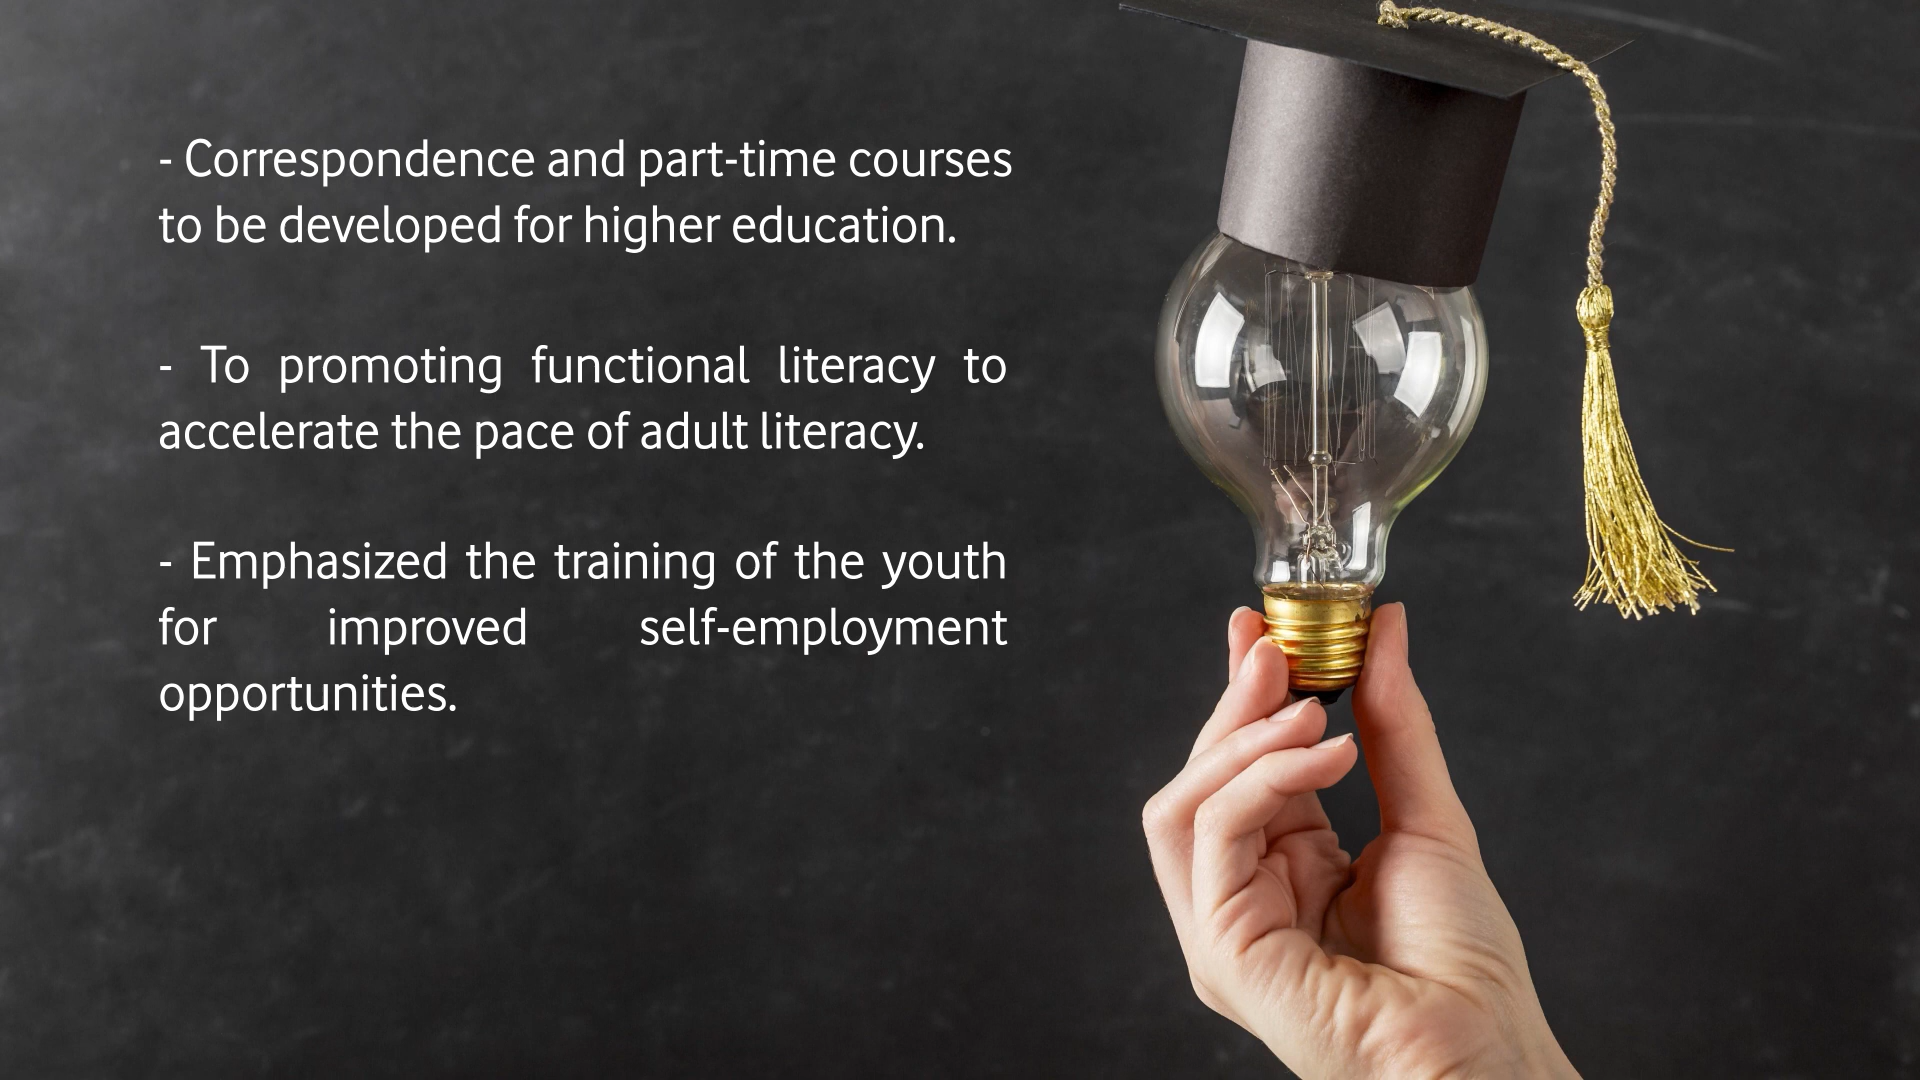 - Correspondence and part-time courses
to be developed for higher education.
- To promoting functional literacy to
accelerate the pace of adult literacy.
- Emphasized the training of the youth
for improved self-employment
opportunities.